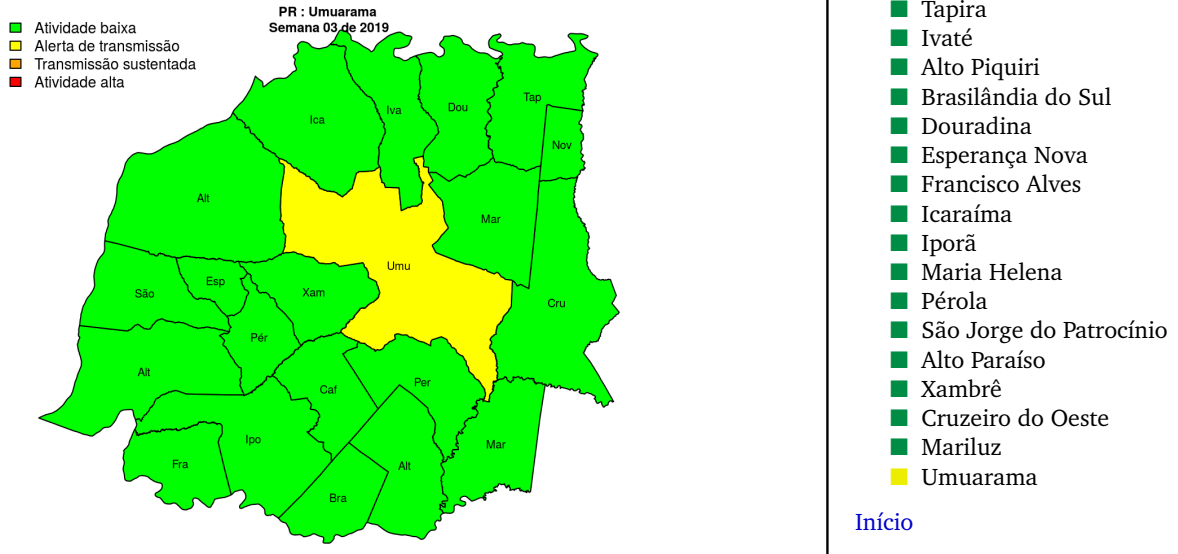 PR : Umuarama
Semana 03 de 2019
Atividade baixa
Alerta de transmissão
Transmissão sustentada
Atividade alta
Ica
Iva
Dou
Tap
Nov
Alt
Mar
Umu
Esp
São
Xam
Cru
Pér
Alt
Caf
Per
Ipo
Mar
Fra
Alt
Bra
Tapira
Ivaté
Alto Piquiri
Brasilândia do Sul
Douradina
Esperança Nova
Francisco Alves
Icaraíma
Iporã
Maria Helena
Pérola
São Jorge do Patrocínio
Alto Paraíso
Xambrê
Cruzeiro do Oeste
Mariluz
Umuarama
Início